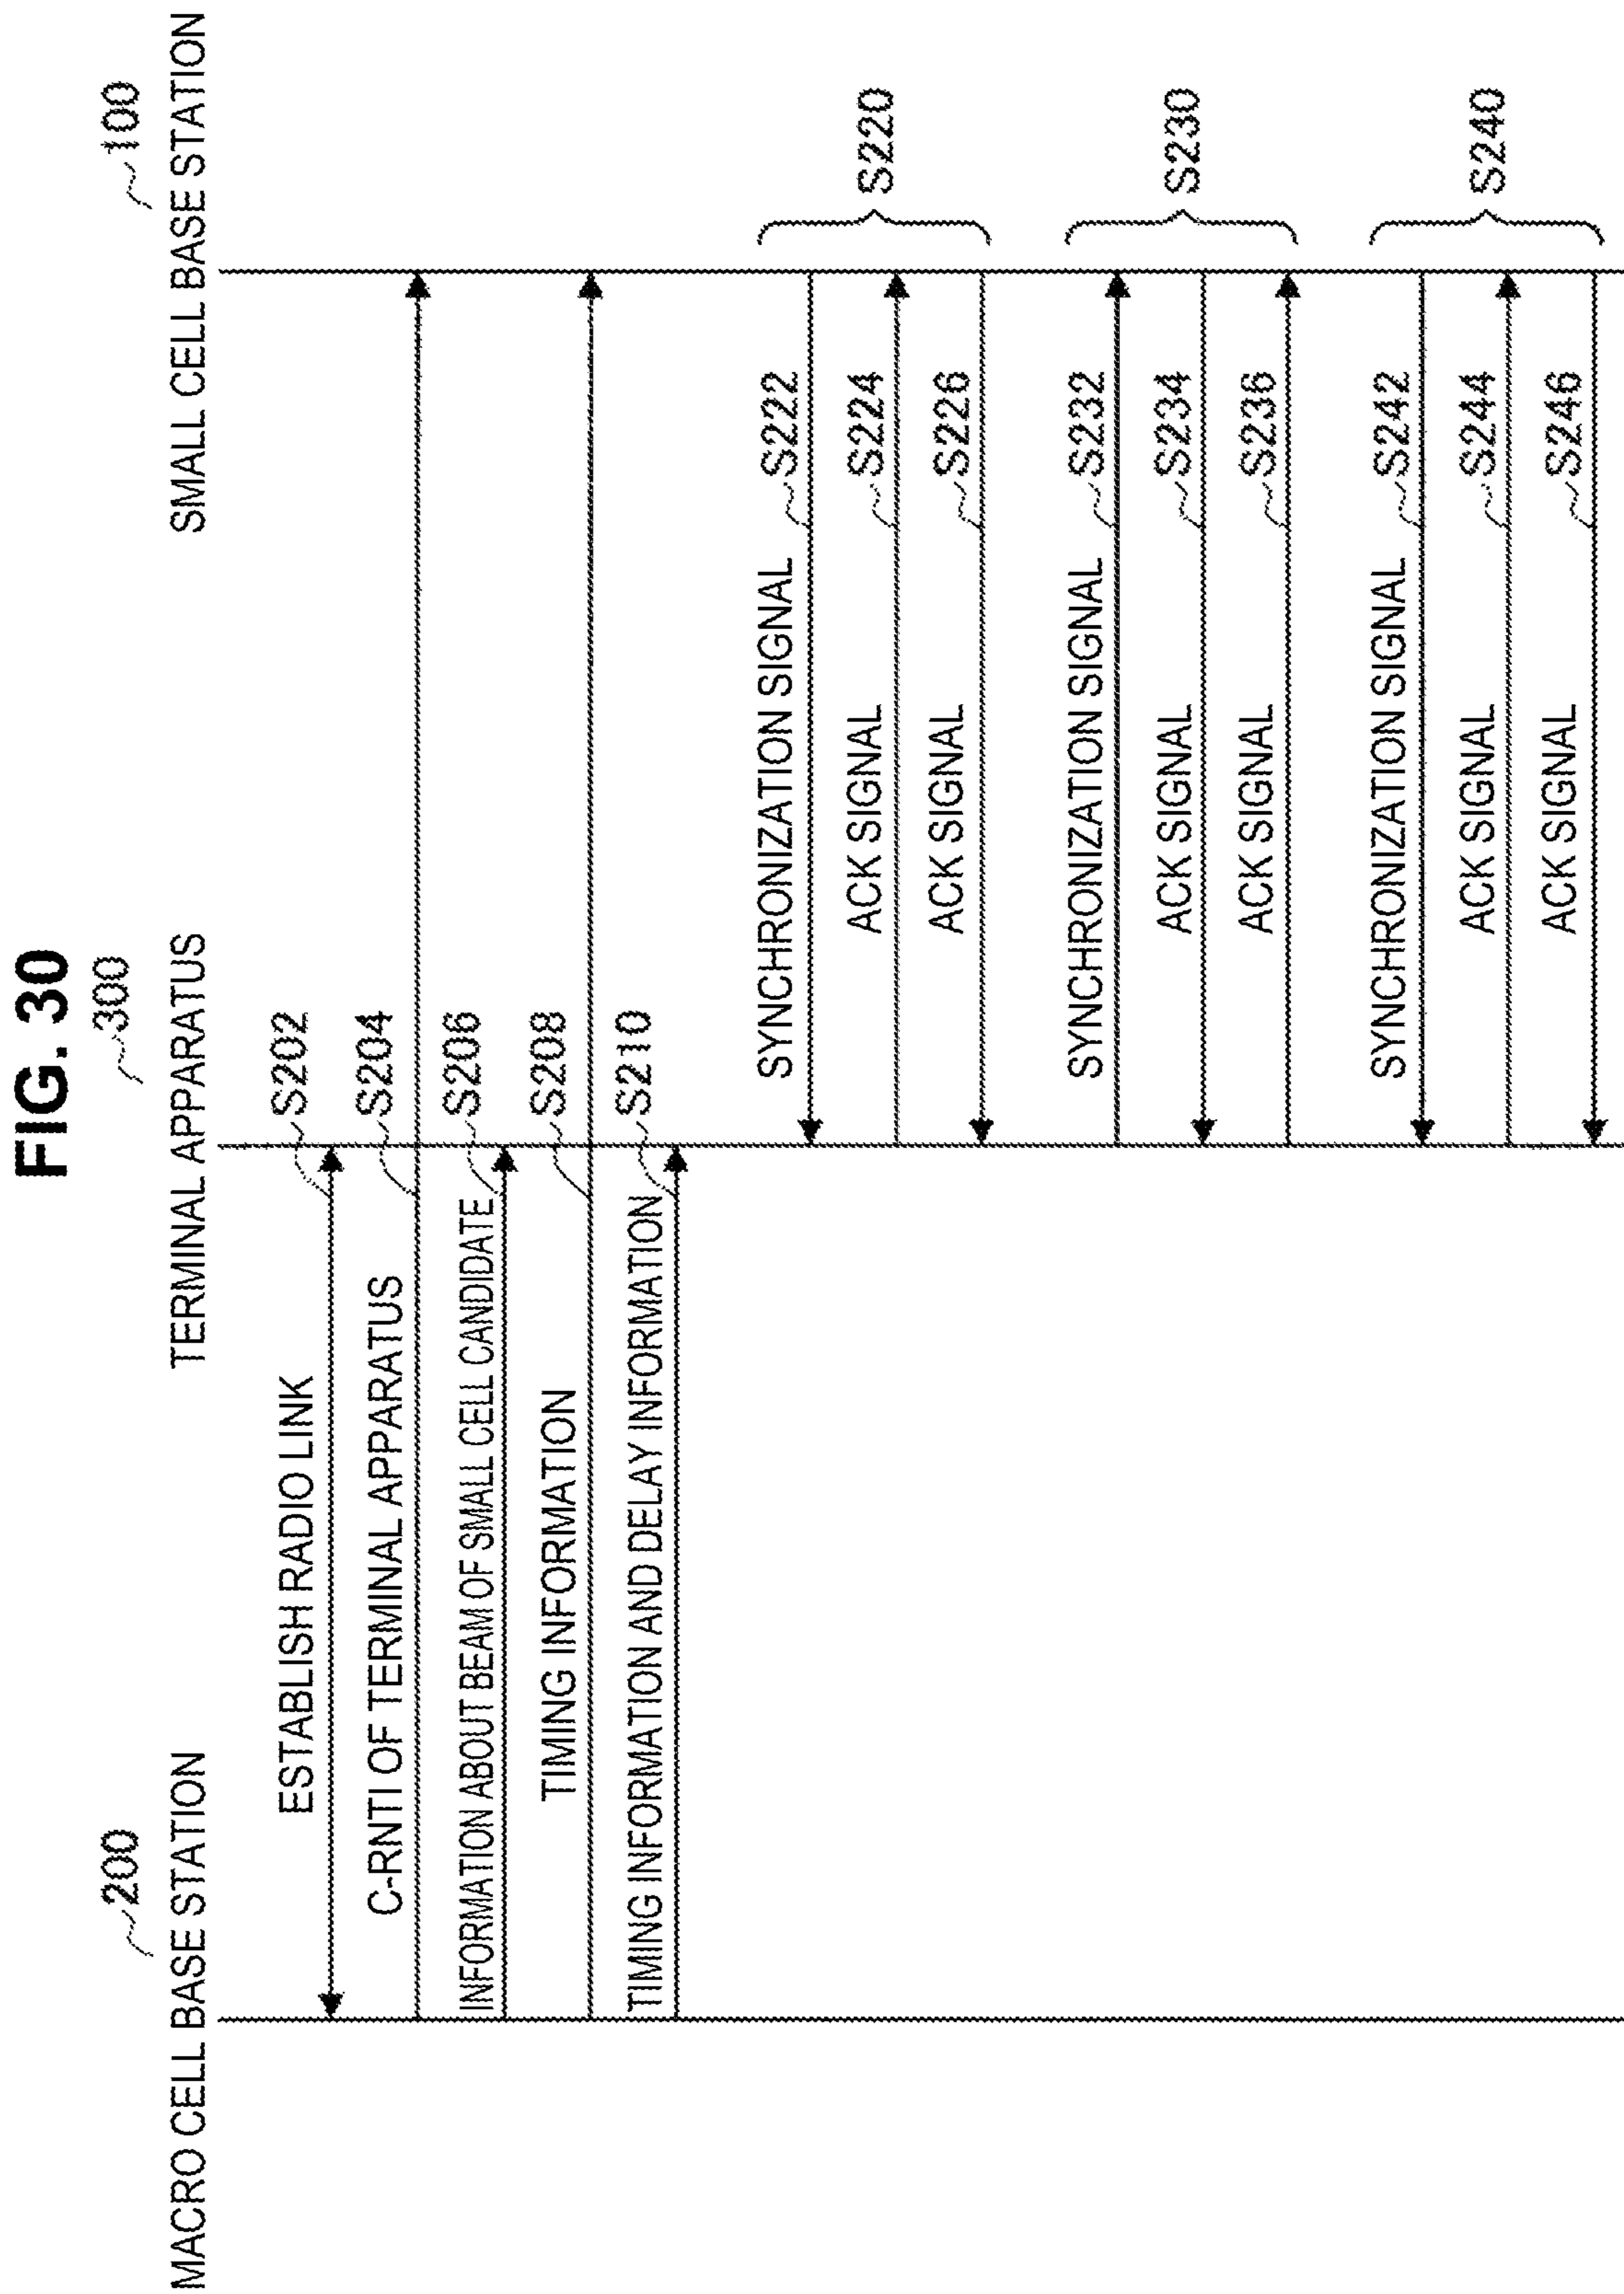 FIG. 30
200
MACRO CELL BASE STATION
300
TERMINAL APPARATUS
100
SMALL CELL BASE STATION
ESTABLISH RADIO LINK
S202
C-RNTI OF TERMINAL APPARATUS
S204
INFORMATION ABOUT BEAM OF SMALL CELL CANDIDATE
S206
TIMING INFORMATION
S208
TIMING INFORMATION AND DELAY INFORMATION
S210
SYNCHRONIZATION SIGNAL
S222
ACK SIGNAL
S224
S220
ACK SIGNAL
S226
SYNCHRONIZATION SIGNAL
S232
ACK SIGNAL
S234
S230
ACK SIGNAL
S236
SYNCHRONIZATION SIGNAL
S242
ACK SIGNAL
S244
S240
ACK SIGNAL
S246